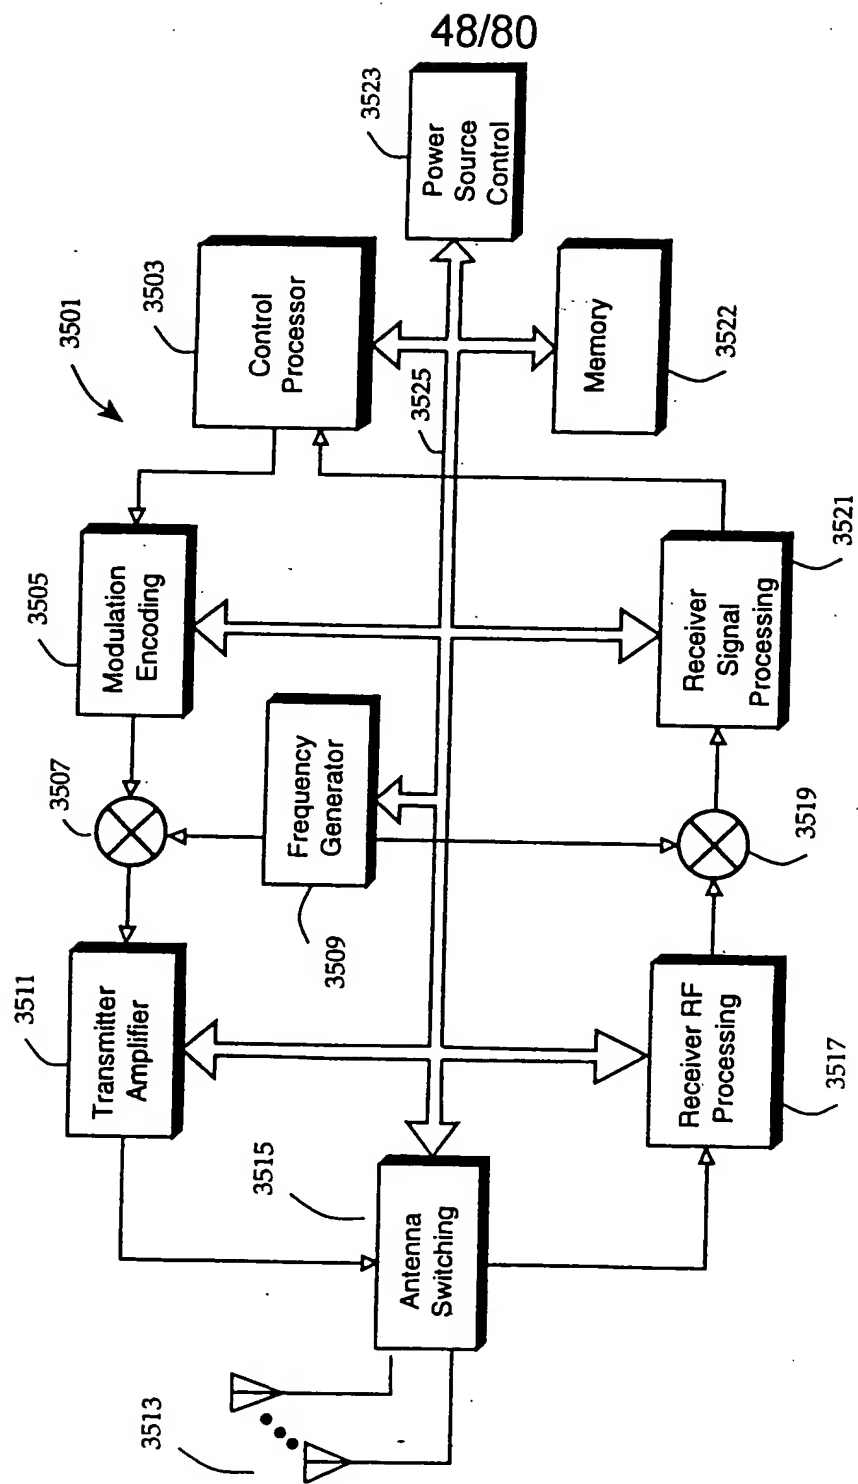 48/80
3501
3503
Control
Processor
3523
Power
Source
Control
3505
Modulation
Encoding
3507
3525
Memory
3522
3511
Transmitter
Amplifier
Frequency
Generator
3509
3521
Receiver
Signal
Processing
3519
3513
3515
Antenna
Switching
Receiver RF
Processing
3517